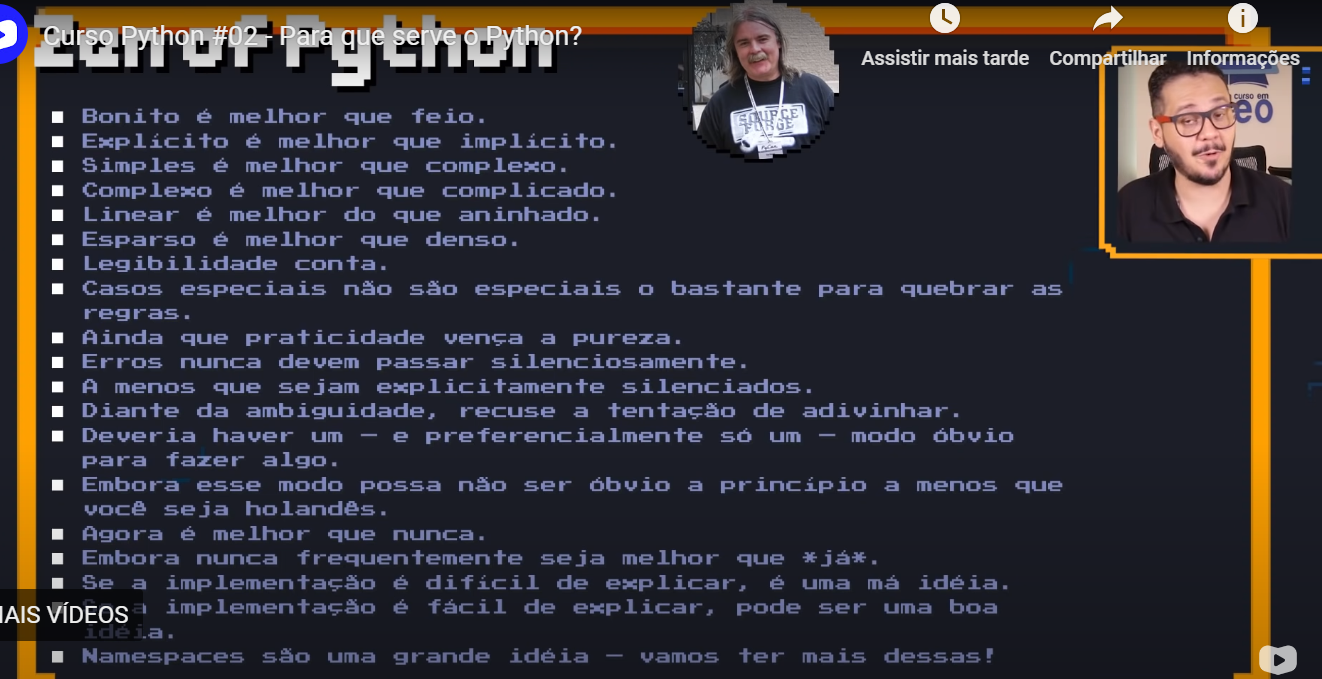 Curso Python #02 - Para que serve o Python?
Zen of Python
Assistir mais tarde
Compartilhar
Informações
SOURCE
FORGE
curso em
■ Bonito é melhor que feio.
■ Explícito é melhor que implícito.
■ Simples é melhor que complexo.
■ Complexo é melhor que complicado.
■ Linear é melhor do que aninhado.
■ Esparso é melhor que denso.
■ Legibilidade conta.
■ Casos especiais não são especiais o bastante para quebrar as
regras.
■ Ainda que praticidade vença a pureza.
■ Erros nunca devem passar silenciosamente.
■ A menos que sejam explicitamente silenciados.
■ Diante da ambiguidade, recuse a tentação de adivinhar.
■ Deveria haver um — e preferencialmente só um — modo óbvio
para fazer algo.
■ Embora esse modo possa não ser óbvio a princípio a menos que
você seja holandês.
■ Agora é melhor que nunca.
■ Embora nunca frequentemente seja melhor que *já*.
■ Se a implementação é difícil de explicar, é uma má idéia.
a implementação é fácil de explicar, pode ser uma boa
idéia.
■ Namespaces são uma grande idéia — vamos ter mais dessas!
MAIS VÍDEOS